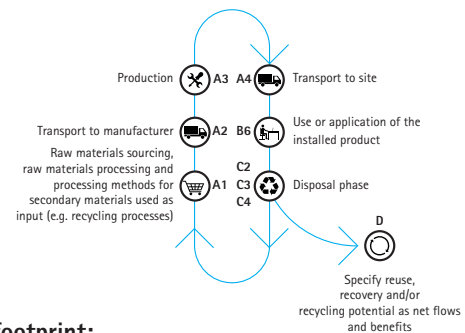 Production
A3
A4
Transport to site
Transport to manufacturer
A2
B6
Use or application of the
installed product
Raw materials sourcing,
raw materials processing and
processing methods for
secondary materials used as
input (e.g. recycling processes)
A1
C2
C3
C4
Disposal phase
D
Specify reuse,
recovery and/or
recycling potential as net flows
and benefits
footprint: